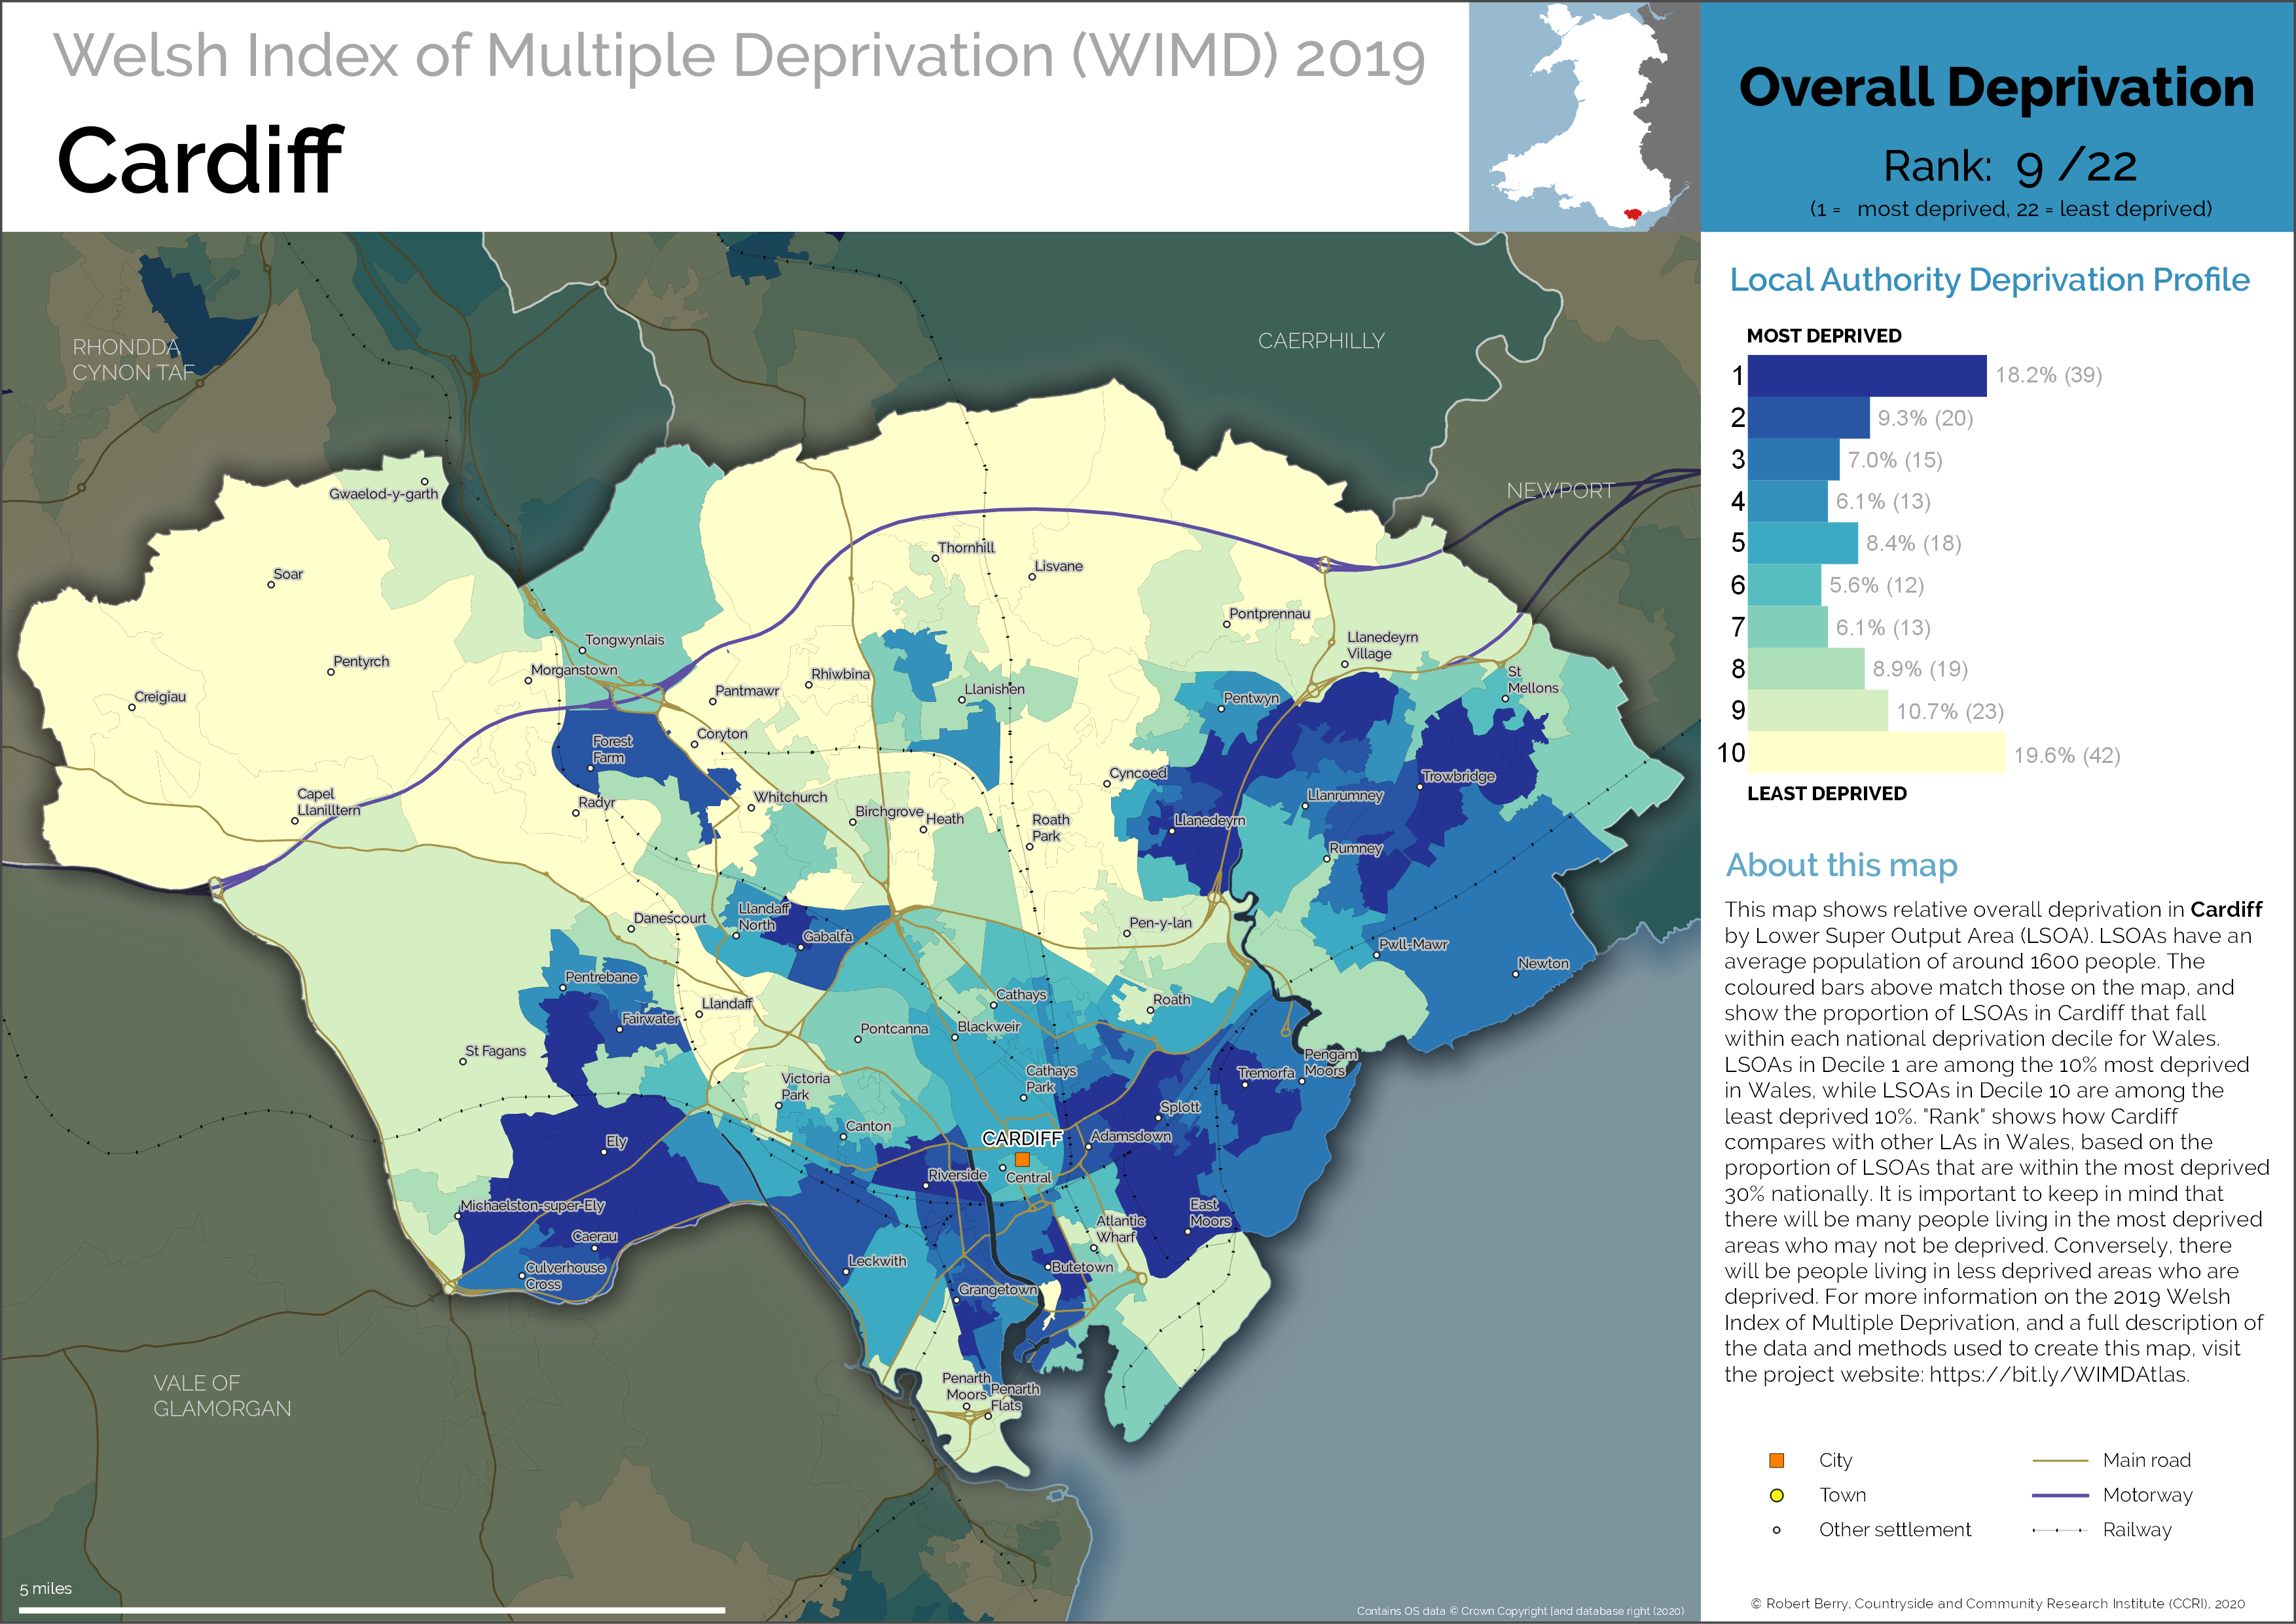 Welsh Index of Multiple Deprivation (WIMD) 2019
Cardiff
Overall Deprivation
Rank: 9 /22
(1 = most deprived, 22 = least deprived)
Local Authority Deprivation Profile
MOST DEPRIVED
1 18.2% (39)
2 9.3% (20)
3 7.0% (15)
4 6.1% (13)
5 8.4% (18)
6 5.6% (12)
7 6.1% (13)
8 8.9% (19)
9 10.7% (23)
10 19.6% (42)
LEAST DEPRIVED
About this map
This map shows relative overall deprivation in Cardiff
by Lower Super Output Area (LSOA). LSOAs have an
average population of around 1600 people. The
coloured bars above match those on the map, and
show the proportion of LSOAs in Cardiff that fall
within each national deprivation decile for Wales.
LSOAs in Decile 1 are among the 10% most deprived
in Wales, while LSOAs in Decile 10 are among the
least deprived 10%. "Rank" shows how Cardiff
compares with other LAs in Wales, based on the
proportion of LSOAs that are within the most deprived
30% nationally. It is important to keep in mind that
there will be many people living in the most deprived
areas who may not be deprived. Conversely, there
will be people living in less deprived areas who are
deprived. For more information on the 2019 Welsh
Index of Multiple Deprivation, and a full description of
the data and methods used to create this map, visit
the project website: https://bit.ly/WIMDAtlas.
City
Main road
Town
Motorway
Other settlement
Railway
© Robert Berry, Countryside and Community Research Institute (CCRI), 2020
RHONDDA
CYNON TAF
CAERPHILLY
NEWPORT
Gwaelod-y-garth
Thornhill
Lisvane
Soar
Pontprennau
Tongwynlais
Llanedeyrn
Village
Pentyrch
Morganstown
Rhiwbina
St
Mellons
Creigiau
Pantmawr
Llanishen
Pentwyn
Coryton
Forest
Farm
Cyncoed
Trowbridge
Capel
Llanilltern
Radyr
Whitchurch
Llanrumney
Birchgrove
Heath
Roath
Park
Llanedeyrn
Rumney
Danescourt
Llandaff
North
Gabalfa
Pen-y-lan
Pwll-Mawr
Newton
Pentrebane
Llandaff
Cathays
Roath
Fairwater
Pontcanna
Blackweir
St Fagans
Pengam
Moors
Victoria
Park
Cathays
Park
Tremorfa
Splott
Canton
Ely
CARDIFF
Adamsdown
Riverside
Central
Michaelston-super-Ely
East
Moors
Atlantic
Wharf
Caerau
Leckwith
Butetown
Culverhouse
Cross
Grangetown
Penarth
Moors
Penarth
Flats
VALE OF
GLAMORGAN
5 miles
Contains OS data © Crown Copyright [and database right (2020)